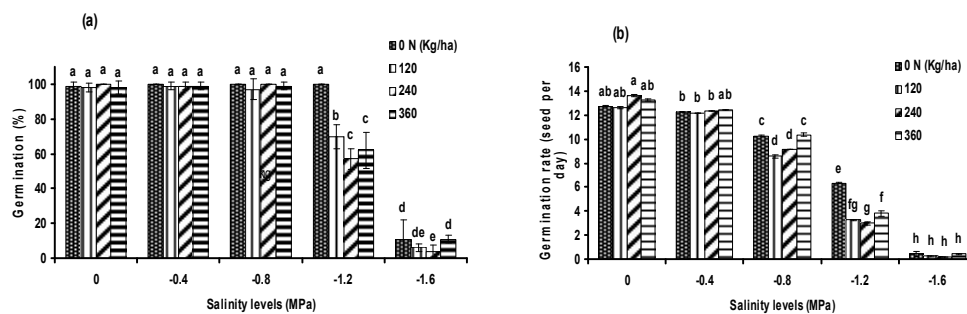 (a)
0 N (Kg/ha)
120
240
360
a a a a a a a a a a a a a
b
c
c
d
de
e
d
100
80
60
40
20
0
Germination (%)
0 -0.4 -0.8 -1.2 -1.6
Salinity levels (MPa)
(b)
0 N (Kg/ha)
120
240
360
ab ab a ab b b b ab
c
d
d
c
e
fg
g
f
h h h h
16
14
12
10
8
6
4
2
0
Germination rate (seed per
day)
0 -0.4 -0.8 -1.2 -1.6
Salinity levels (MPa)